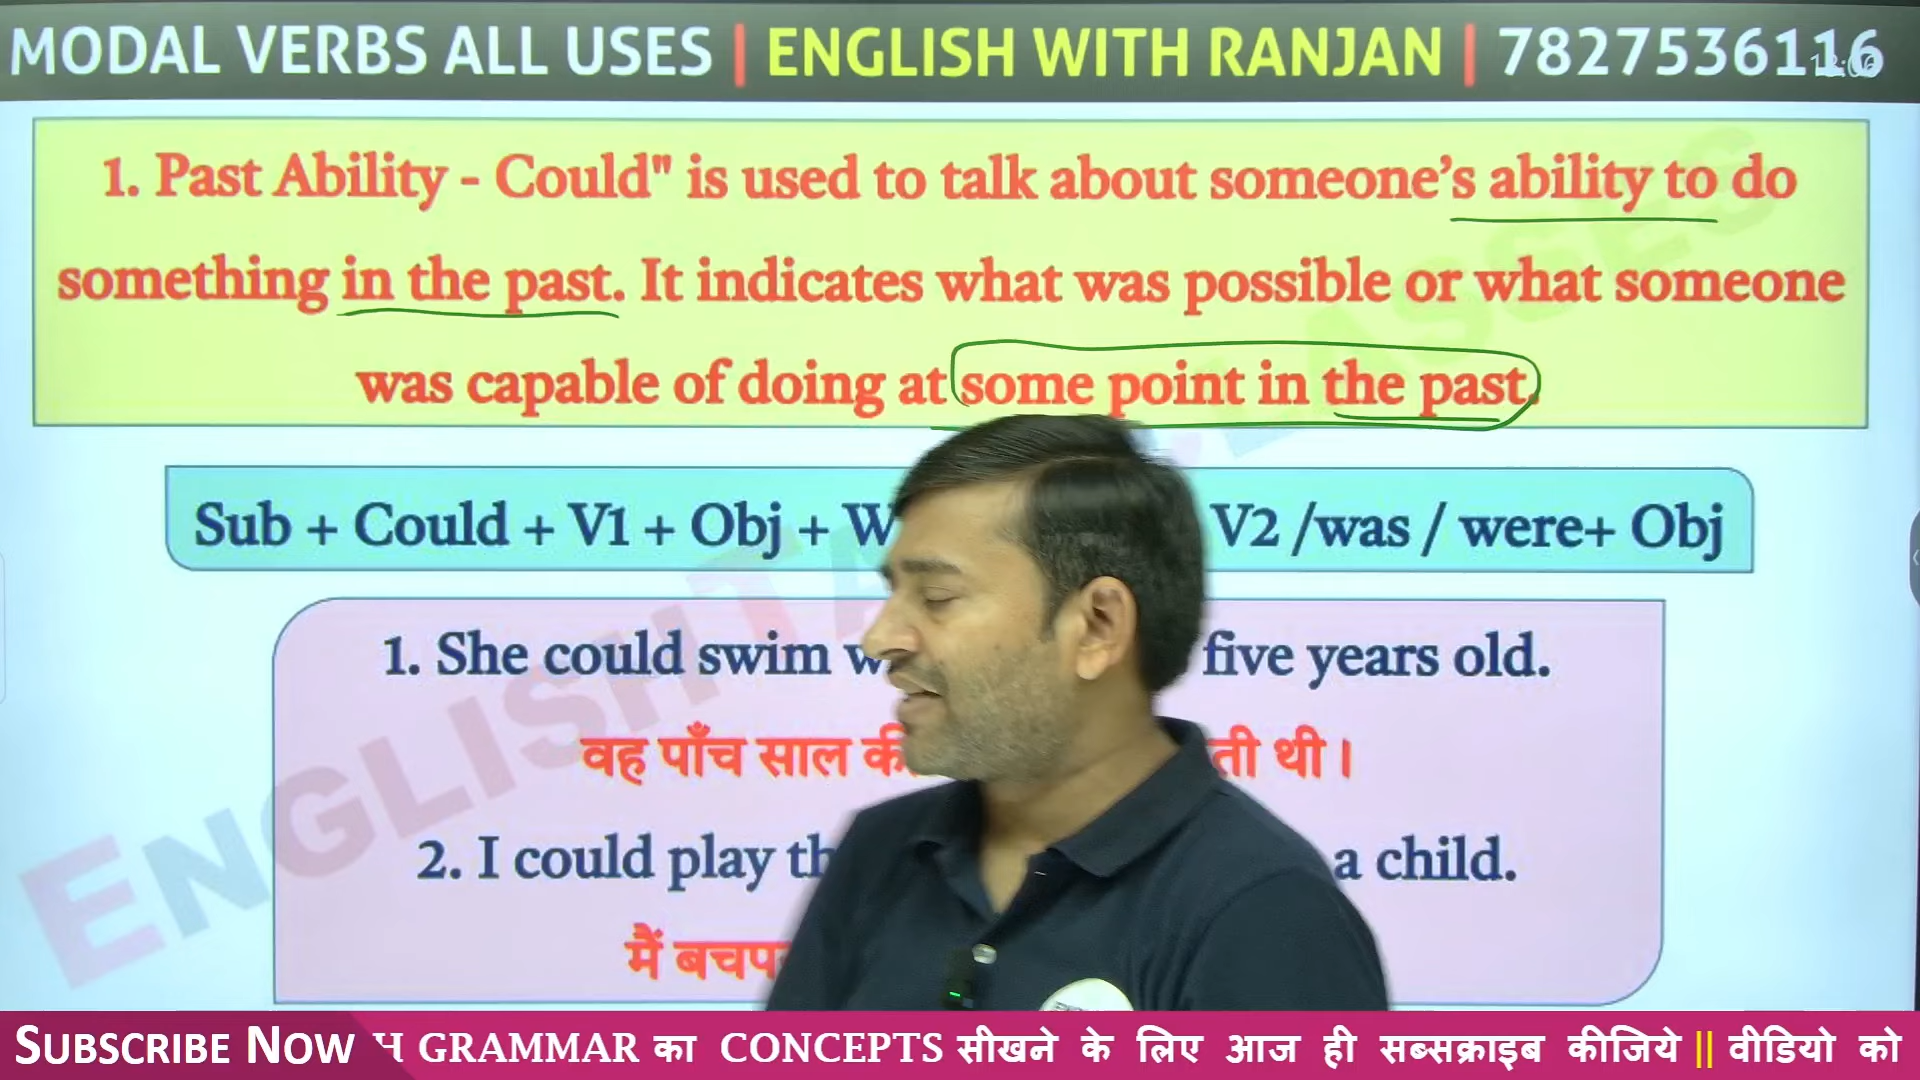 MODAL VERBS ALL USES | ENGLISH WITH RANJAN | 7827536116
1. Past Ability - Could" is used to talk about someone’s ability to do
something in the past. It indicates what was possible or what someone
was capable of doing at some point in the past.
Sub + Could + V1 + Obj + V2 /was / were+ Obj
1. She could swim five years old.
वह पाँच साल की थी।
2. I could play a child.
मैं
ENGLISH
SUBSCRIBE NOW GRAMMAR का CONCEPTS सीखने के लिए आज ही सब्सक्राइब कीजिये || वीडियो को